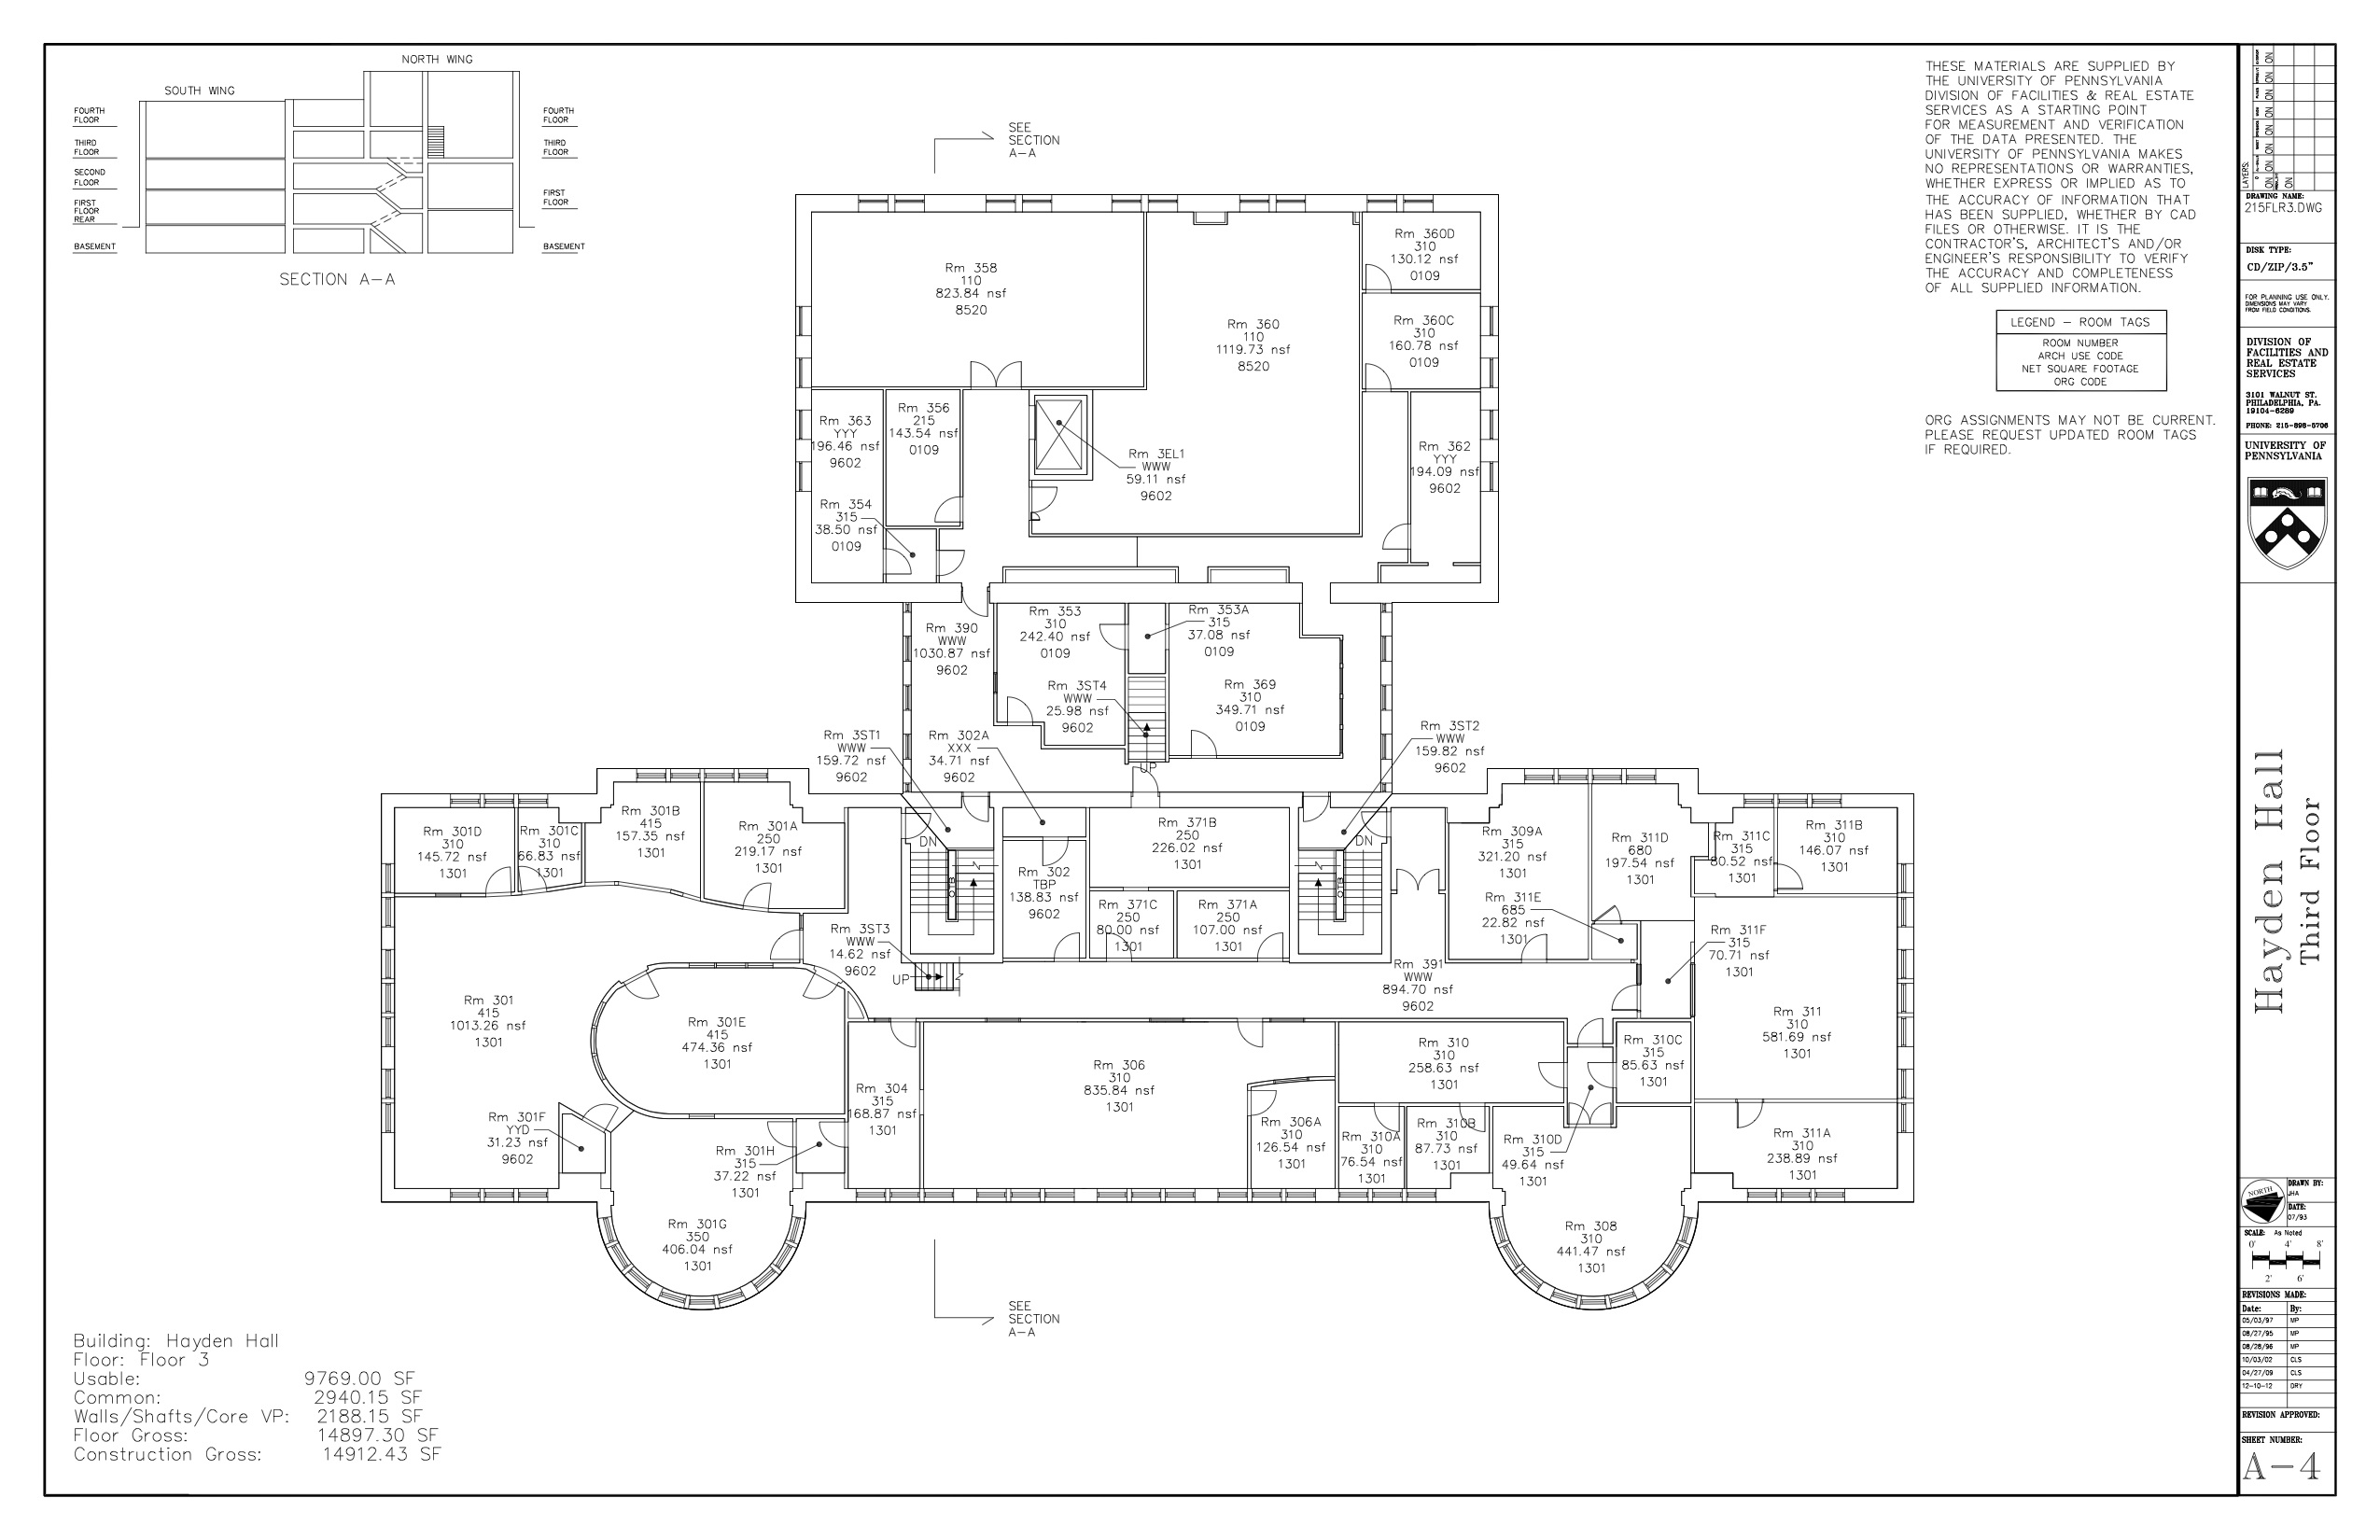 NORTH WING
SOUTH WING
FOURTH
FLOOR
THIRD
FLOOR
SECOND
FLOOR
FIRST
FLOOR
REAR
BASEMENT
FOURTH
FLOOR
THIRD
FLOOR
FIRST
FLOOR
BASEMENT
SECTION A-A
SEE
SECTION
A-A
THESE MATERIALS ARE SUPPLIED BY
THE UNIVERSITY OF PENNSYLVANIA
DIVISION OF FACILITIES & REAL ESTATE
SERVICES AS A STARTING POINT
FOR MEASUREMENT AND VERIFICATION
OF THE DATA PRESENTED. THE
UNIVERSITY OF PENNSYLVANIA MAKES
NO REPRESENTATIONS OR WARRANTIES,
WHETHER EXPRESS OR IMPLIED AS TO
THE ACCURACY OF INFORMATION THAT
HAS BEEN SUPPLIED, WHETHER BY CAD
FILES OR OTHERWISE. IT IS THE
CONTRACTOR'S, ARCHITECT'S AND/OR
ENGINEER'S RESPONSIBILITY TO VERIFY
THE ACCURACY AND COMPLETENESS
OF ALL SUPPLIED INFORMATION.
LEGEND - ROOM TAGS
ROOM NUMBER
ARCH USE CODE
NET SQUARE FOOTAGE
ORG CODE
ORG ASSIGNMENTS MAY NOT BE CURRENT.
PLEASE REQUEST UPDATED ROOM TAGS
IF REQUIRED.
Rm 358
110
823.84 nsf
8520
Rm 360
110
1119.73 nsf
8520
Rm 360D
310
130.12 nsf
0109
Rm 360C
310
160.78 nsf
0109
Rm 363
YYY
196.46 nsf
9602
Rm 356
215
143.54 nsf
0109
Rm 3EL1
WWW
59.11 nsf
9602
Rm 362
YYY
194.09 nsf
9602
Rm 354
315
38.50 nsf
0109
Rm 390
WWW
1030.87 nsf
9602
Rm 353
310
242.40 nsf
0109
Rm 353A
315
37.08 nsf
0109
Rm 3ST4
WWW
25.98 nsf
9602
Rm 369
310
349.71 nsf
0109
UP
Rm 3ST1
WWW
159.72 nsf
9602
Rm 302A
XXX
34.71 nsf
9602
Rm 3ST2
WWW
159.82 nsf
9602
Rm 301D
310
145.72 nsf
1301
Rm 301C
310
66.83 nsf
1301
Rm 301B
415
157.35 nsf
1301
Rm 301A
250
219.17 nsf
1301
DN
OTB
Rm 302
TBP
138.83 nsf
9602
Rm 371B
250
226.02 nsf
1301
Rm 371C
250
80.00 nsf
1301
Rm 371A
250
107.00 nsf
1301
DN
OTB
Rm 309A
315
321.20 nsf
1301
Rm 311D
680
197.54 nsf
1301
Rm 311C
315
80.52 nsf
1301
Rm 311B
310
146.07 nsf
1301
Rm 311E
685
22.82 nsf
1301
Rm 3ST3
WWW
14.62 nsf
9602
UP
Rm 391
WWW
894.70 nsf
9602
Rm 311F
315
70.71 nsf
1301
Rm 301
415
1013.26 nsf
1301
Rm 301E
415
474.36 nsf
1301
Rm 304
315
168.87 nsf
1301
Rm 306
310
835.84 nsf
1301
Rm 310
310
258.63 nsf
1301
Rm 310C
315
85.63 nsf
1301
Rm 311
310
581.69 nsf
1301
Rm 301F
YYD
31.23 nsf
9602
Rm 301H
315
37.22 nsf
1301
Rm 306A
310
126.54 nsf
1301
Rm 310A
310
76.54 nsf
1301
Rm 310B
310
87.73 nsf
1301
Rm 310D
315
49.64 nsf
1301
Rm 311A
310
238.89 nsf
1301
Rm 301G
350
406.04 nsf
1301
Rm 308
310
441.47 nsf
1301
SEE
SECTION
A-A
Building: Hayden Hall
Floor: Floor 3
Usable: 9769.00 SF
Common: 2940.15 SF
Walls/Shafts/Core VP: 2188.15 SF
Floor Gross: 14897.30 SF
Construction Gross: 14912.43 SF
LAYERS:
ON ON ON ON ON ON ON
ON
DRAWING NAME:
215FLR3.DWG
DISK TYPE:
CD/ZIP/3.5"
FOR PLANNING USE ONLY.
DIMENSIONS MAY VARY
FROM FIELD CONDITIONS.
DIVISION OF
FACILITIES AND
REAL ESTATE
SERVICES
3101 WALNUT ST.
PHILADELPHIA, PA.
19104-6289
PHONE: 215-898-5706
UNIVERSITY OF
PENNSYLVANIA
Hayden Hall
Third Floor
NORTH
DRAWN BY:
JHA
DATE:
07/93
SCALE: As Noted
0' 4' 8'
2' 6'
REVISIONS MADE:
Date: By:
05/03/97 MP
08/27/95 MP
08/28/96 MP
10/03/02 CLS
04/27/09 CLS
12-10-12 DRY
REVISION APPROVED:
SHEET NUMBER:
A-4